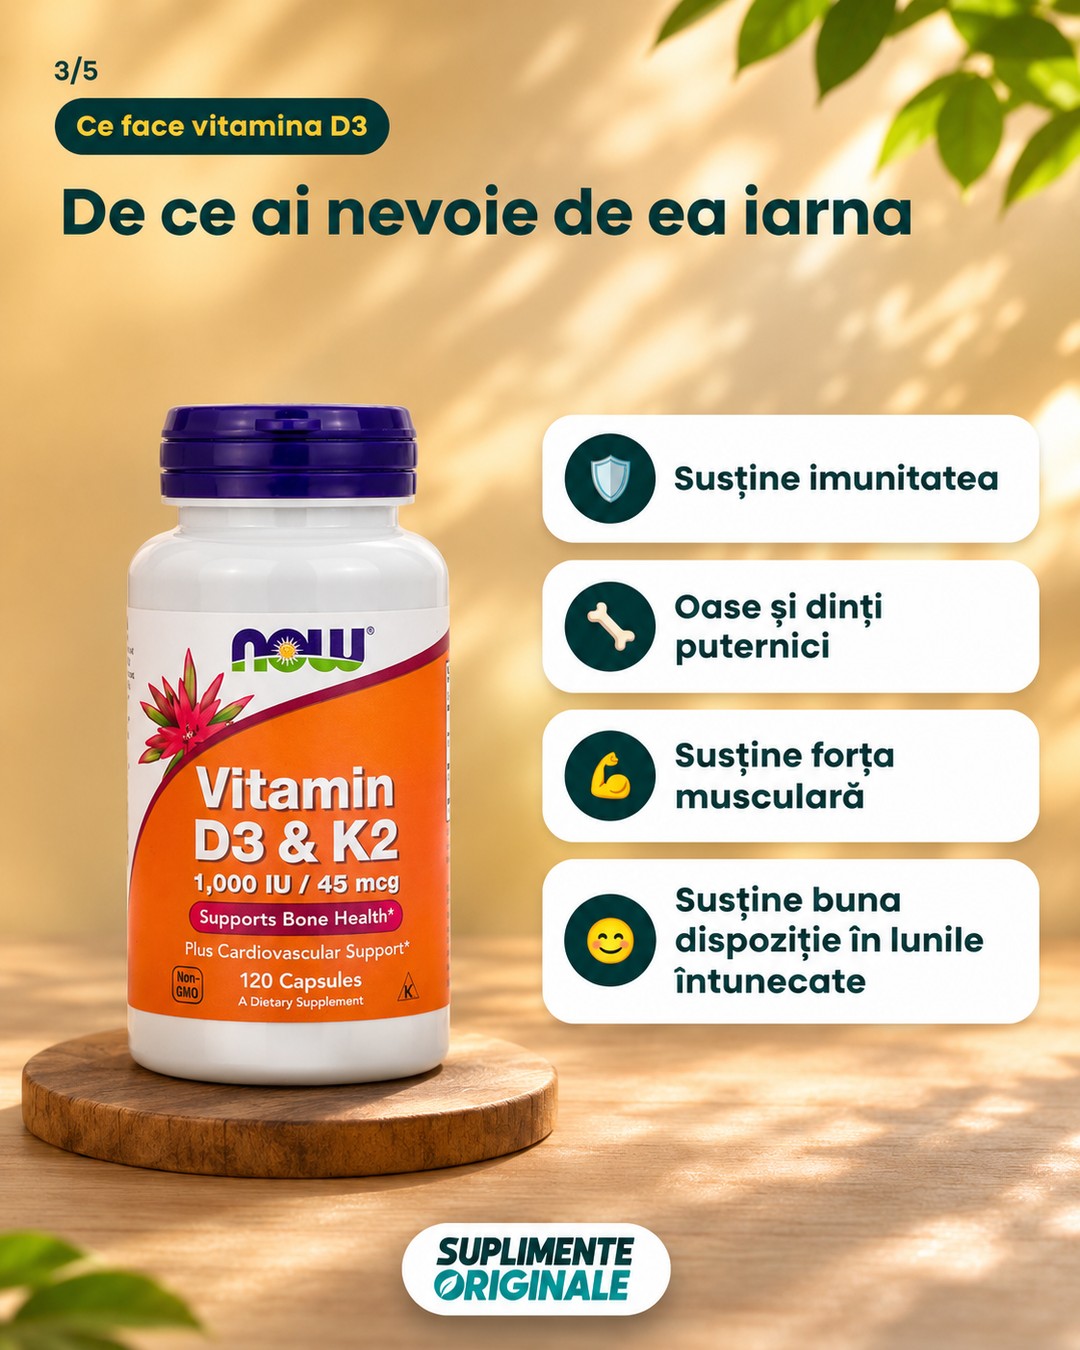 3/5
Ce face vitamina D3
De ce ai nevoie de ea iarna
now®
Vitamin
D3 & K2
1,000 IU / 45 mcg
Supports Bone Health*
Plus Cardiovascular Support*
Non-
GMO
120 Capsules
A Dietary Supplement
K
Susține imunitatea
Oase și dinți
puternici
Susține forța
musculară
Susține buna
dispoziție în lunile
întunecate
SUPLIMENTE
ORIGINALE